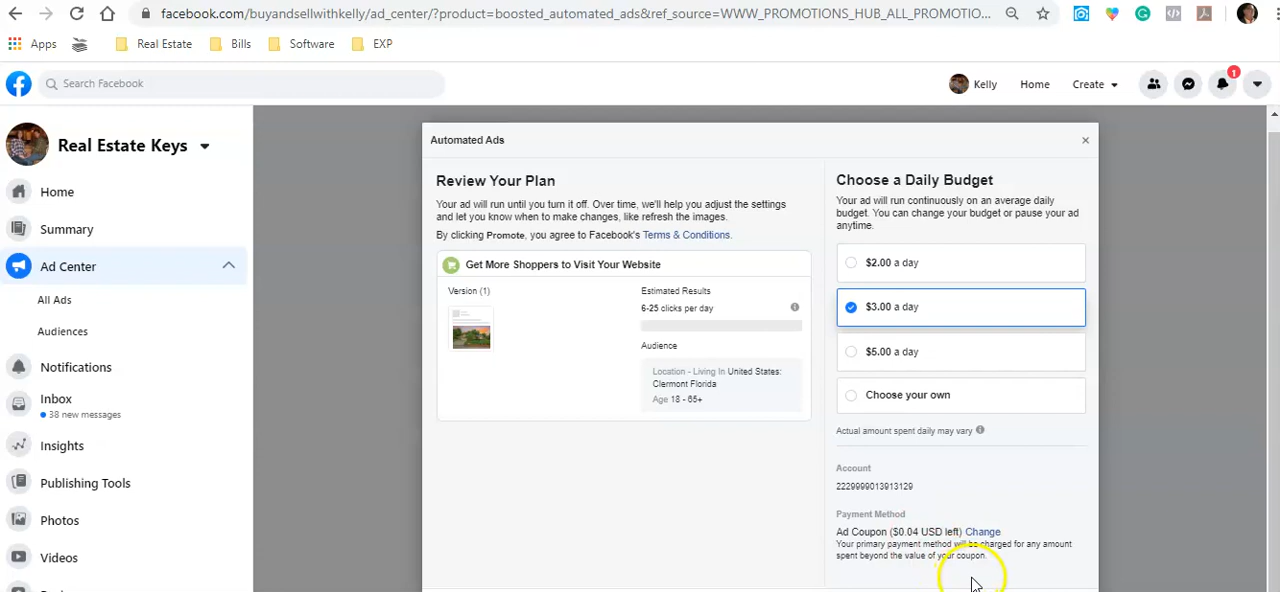 facebook.com/buyandsellwithkelly/ad_center/?product=boosted_automated_ads&ref_source=WWW_PROMOTIONS_HUB_ALL_PROMOTIO...
Apps
Real Estate
Bills
Software
EXP
Search Facebook
Kelly
Home
Create
1
Real Estate Keys
Home
Summary
Ad Center
All Ads
Audiences
Notifications
Inbox
38 new messages
Insights
Publishing Tools
Photos
Videos
Automated Ads
Review Your Plan
Your ad will run until you turn it off. Over time, we'll help you adjust the settings
and let you know when to make changes, like refresh the images.
By clicking Promote, you agree to Facebook's Terms & Conditions.
Get More Shoppers to Visit Your Website
Version (1)
Estimated Results
6-25 clicks per day
Audience
Location - Living In United States:
Clermont Florida
Age 18 - 65+
Choose a Daily Budget
Your ad will run continuously on an average daily
budget. You can change your budget or pause your ad
anytime.
$2.00 a day
$3.00 a day
$5.00 a day
Choose your own
Actual amount spent daily may vary
Account
2229999013913129
Payment Method
Ad Coupon ($0.04 USD left) Change
Your primary payment method will be charged for any amount
spent beyond the value of your coupon.